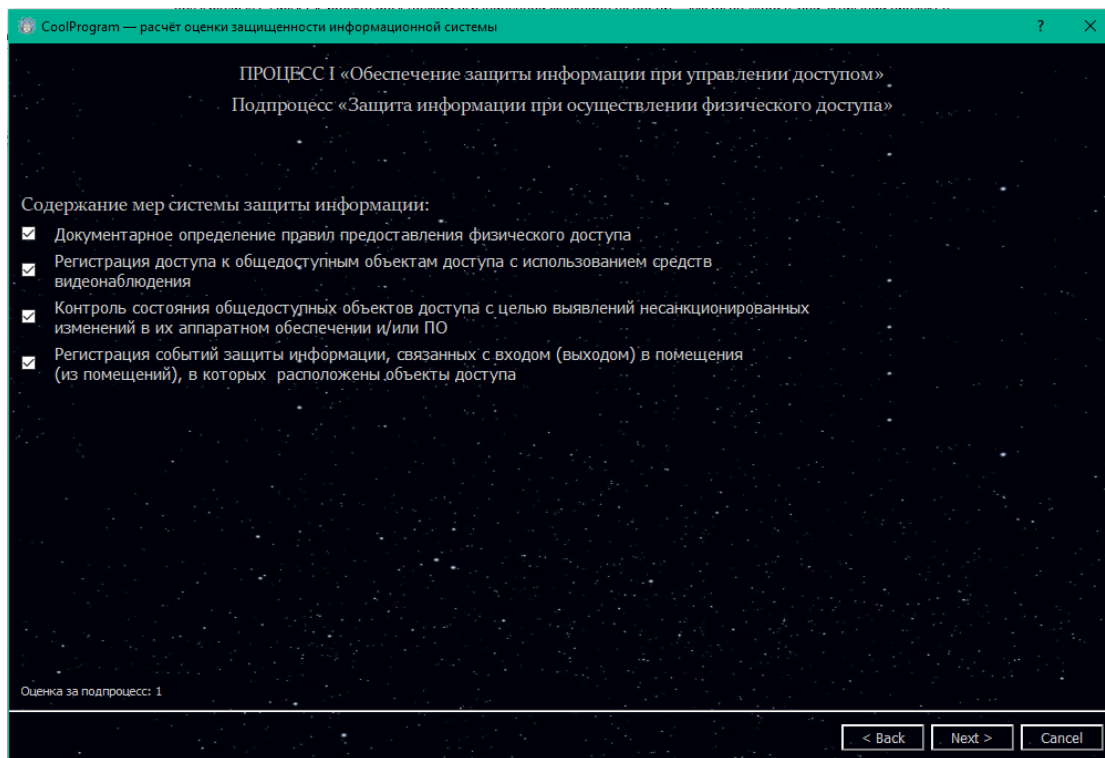 CoolProgram — расчёт оценки защищенности информационной системы
?
ПРОЦЕСС I «Обеспечение защиты информации при управлении доступом»
Подпроцесс «Защита информации при осуществлении физического доступа»
Содержание мер системы защиты информации:
Документарное определение правил предоставления физического доступа
Регистрация доступа к общедоступным объектам доступа с использованием средств
видеонаблюдения
Контроль состояния общедоступных объектов доступа с целью выявлений несанкционированных
изменений в их аппаратном обеспечении и/или ПО
Регистрация событий защиты информации, связанных с входом (выходом) в помещения
(из помещений), в которых расположены объекты доступа
Оценка за подпроцесс: 1
< Back
Next >
Cancel